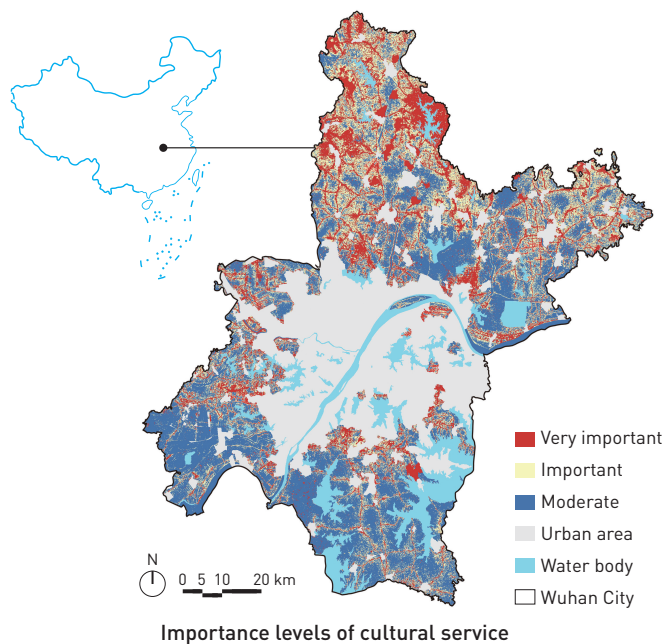 Very important
Important
Moderate
Urban area
Water body
Wuhan City
N
0 5 10 20 km
Importance levels of cultural service